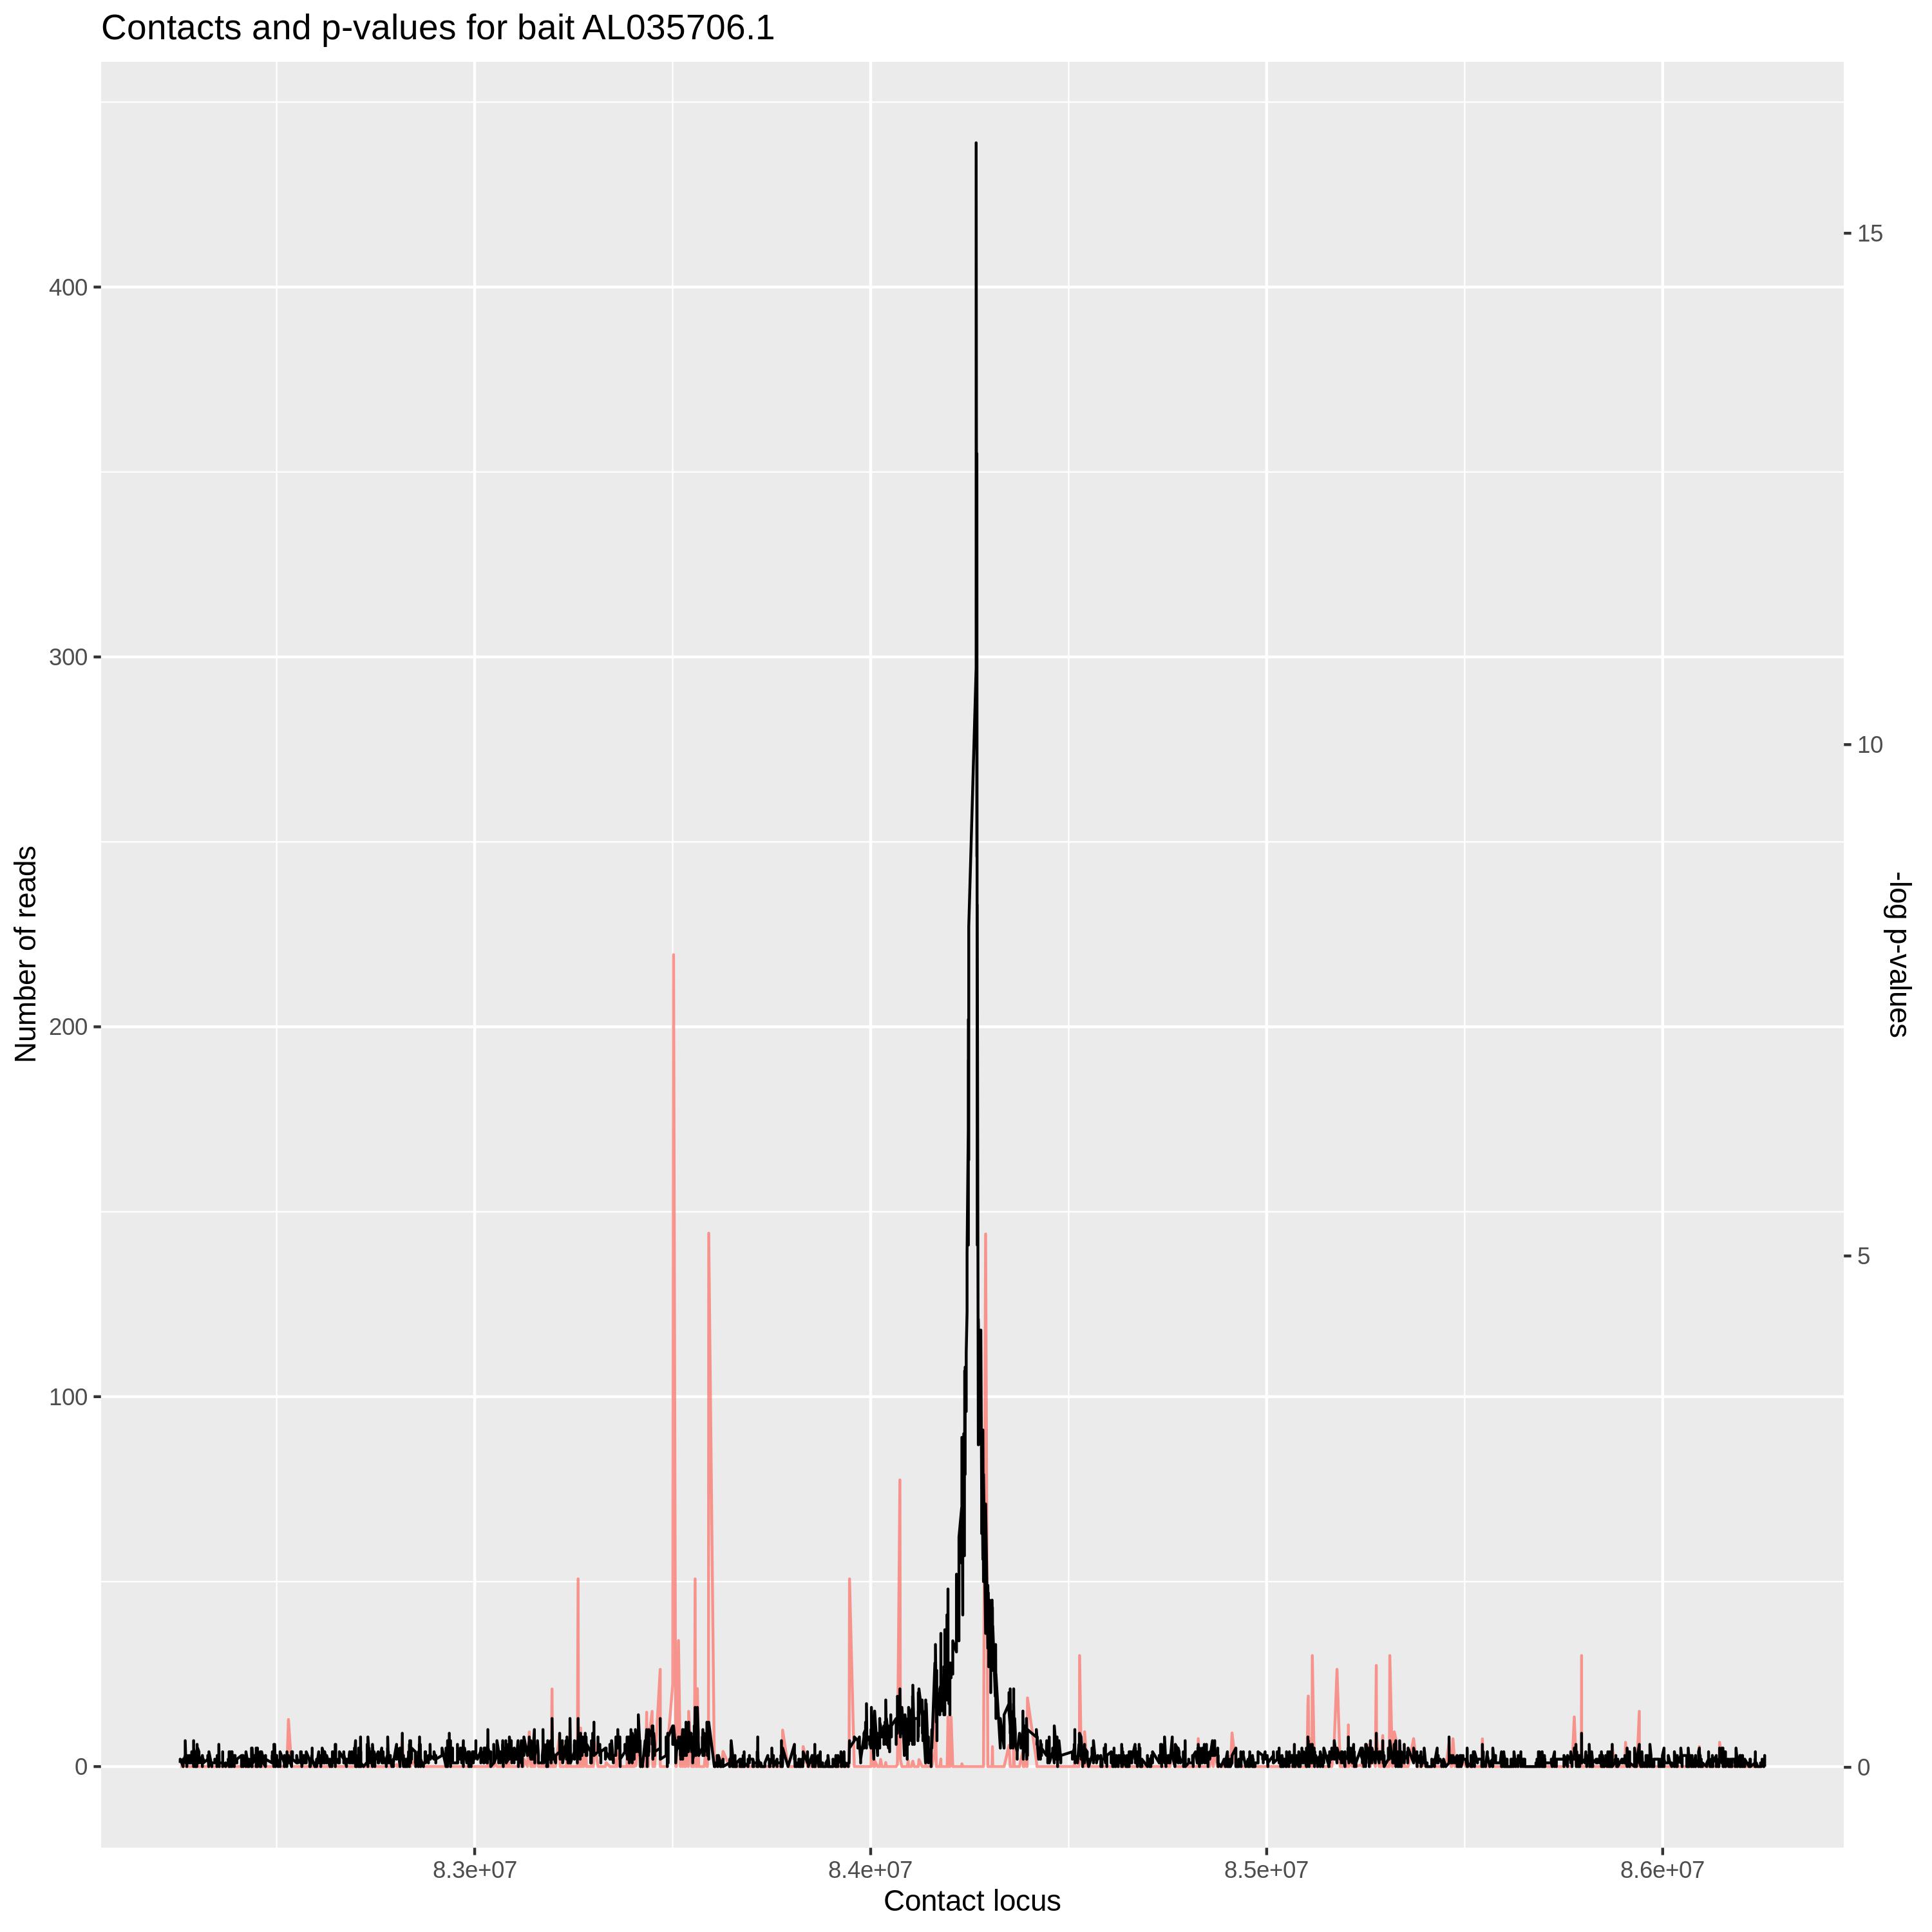 Contacts and p-values for bait AL035706.1
400
300
200
100
0
15
10
5
0
Number of reads
-log p-values
8.3e+07
8.4e+07
8.5e+07
8.6e+07
Contact locus